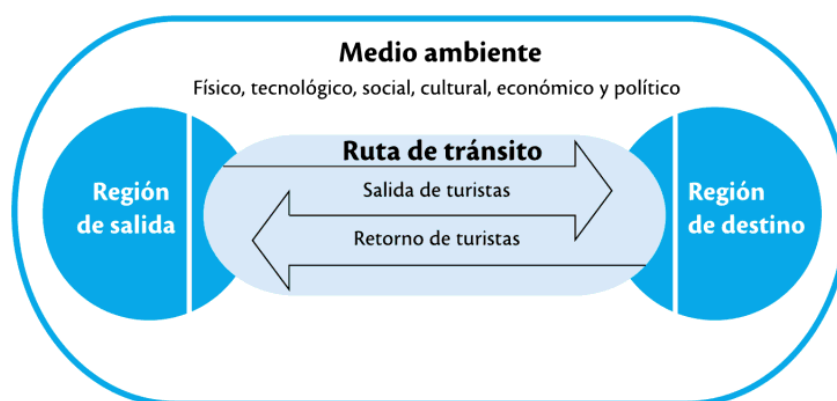 Medio ambiente
Físico, tecnológico, social, cultural, económico y político
Ruta de tránsito
Región
de salida
Salida de turistas
Retorno de turistas
Región
de destino